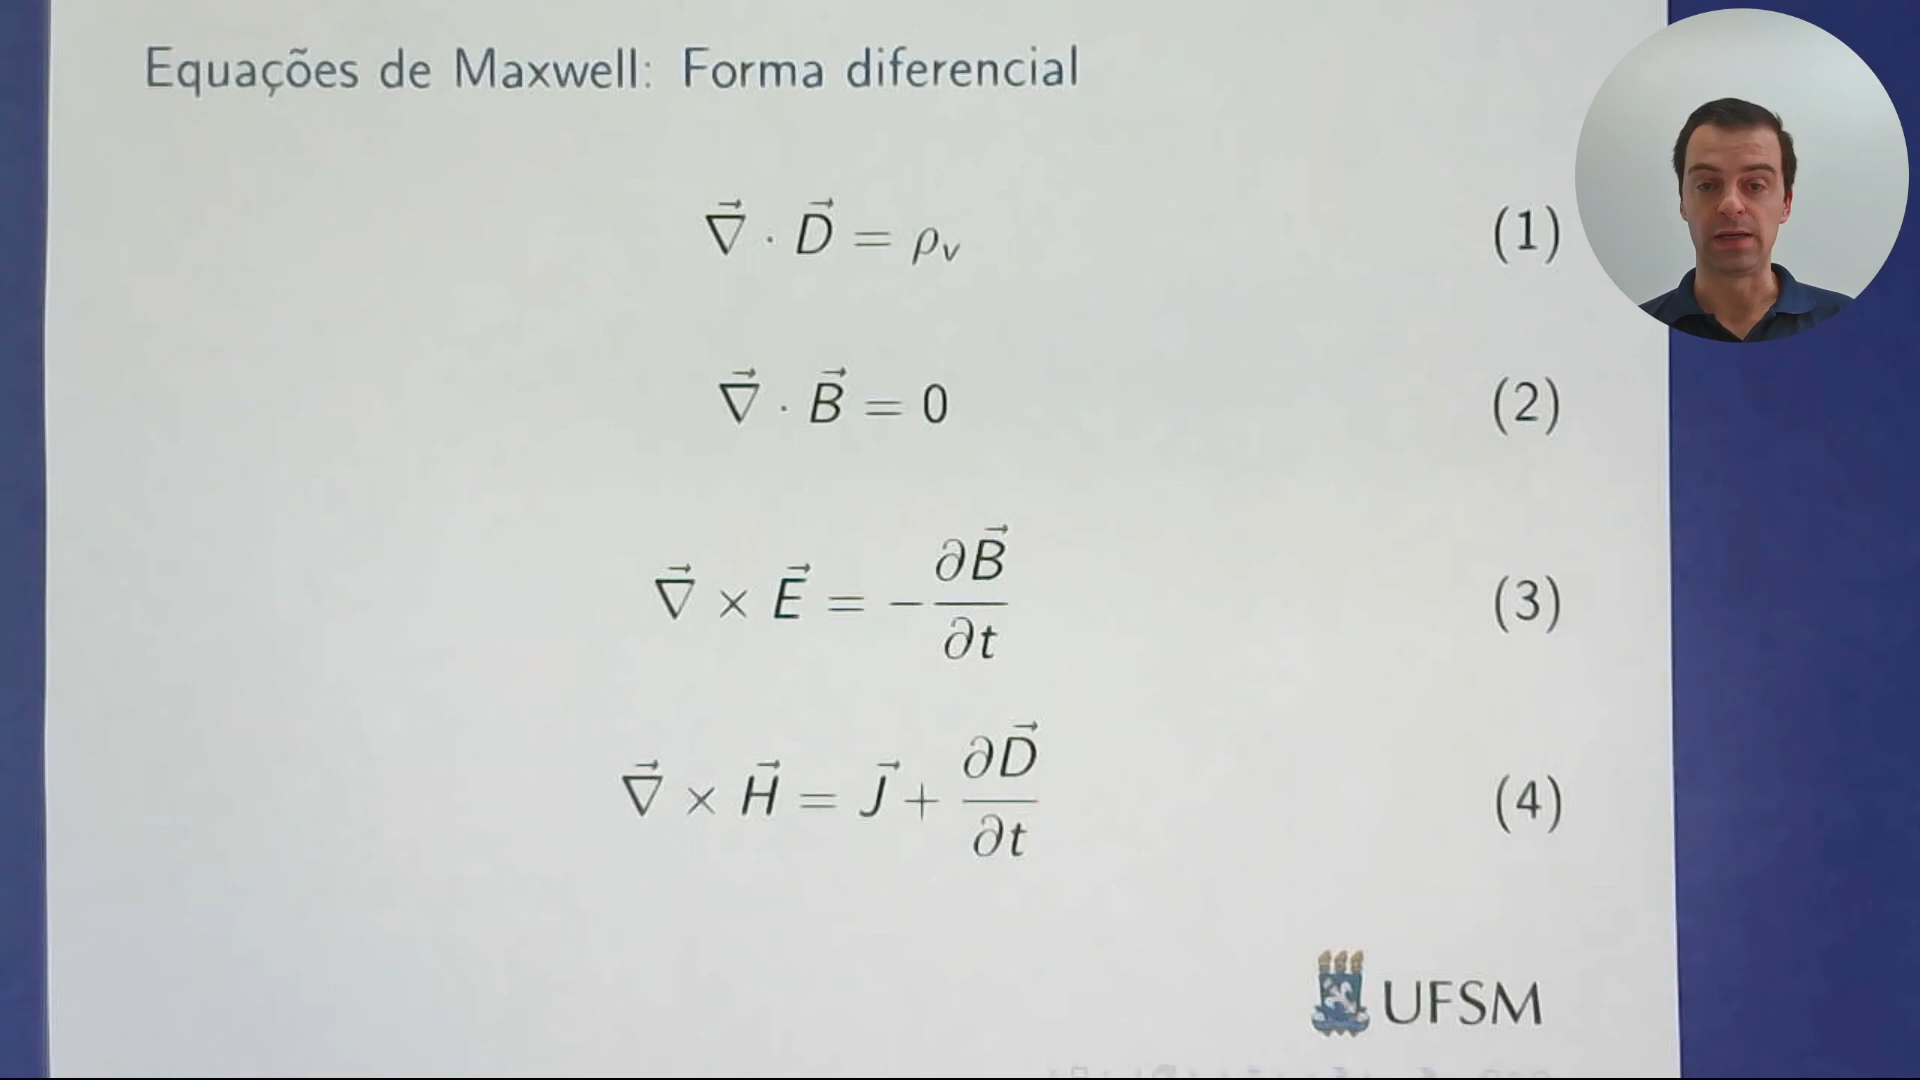 Equações de Maxwell: Forma diferencial
∇⃗ · D⃗ = ρᵥ (1)
∇⃗ · B⃗ = 0 (2)
∇⃗ × E⃗ = −∂B⃗/∂t (3)
∇⃗ × H⃗ = J⃗ + ∂D⃗/∂t (4)
UFSM